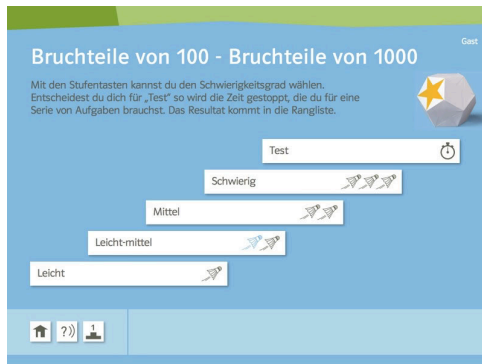 Gast
Bruchteile von 100 - Bruchteile von 1000
Mit den Stufentasten kannst du den Schwierigkeitsgrad wählen.
Entscheidest du dich für „Test" so wird die Zeit gestoppt, die du für eine
Serie von Aufgaben brauchst. Das Resultat kommt in die Rangliste.
Test
Schwierig
Mittel
Leicht-mittel
Leicht
?))
1